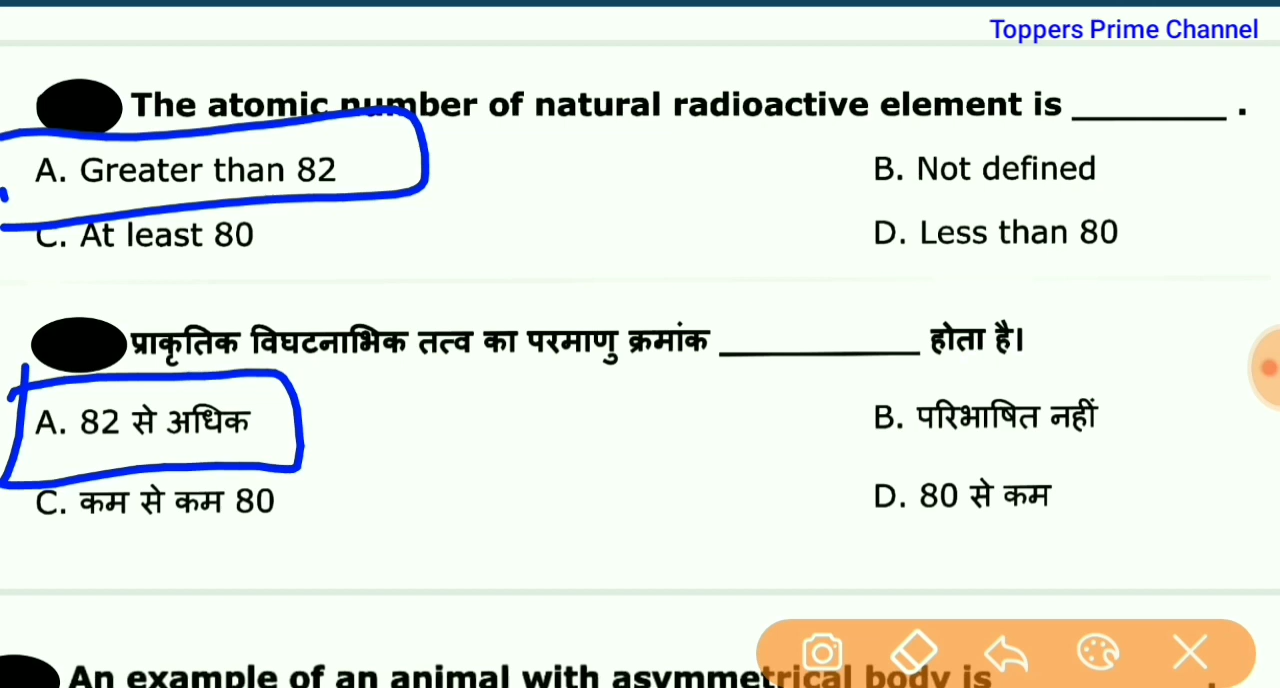 Toppers Prime Channel
The atomic number of natural radioactive element is __________ .
A. Greater than 82
B. Not defined
C. At least 80
D. Less than 80
प्राकृतिक विघटनाभिक तत्व का परमाणु क्रमांक _____________ होता है।
A. 82 से अधिक
B. परिभाषित नहीं
C. कम से कम 80
D. 80 से कम
An example of an animal with asymmetrical body is